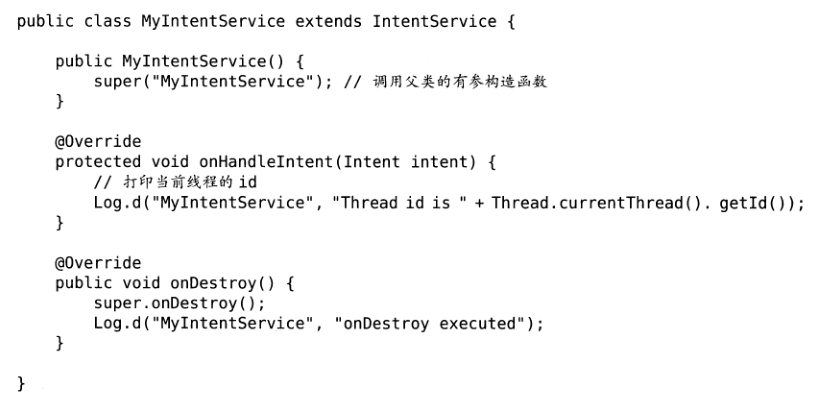 public class MyIntentService extends IntentService {
public MyIntentService() {
super("MyIntentService"); // 调用父类的有参构造函数
}
@Override
protected void onHandleIntent(Intent intent) {
// 打印当前线程的 id
Log.d("MyIntentService", "Thread id is " + Thread.currentThread(). getId());
}
@Override
public void onDestroy() {
super.onDestroy();
Log.d("MyIntentService", "onDestroy executed");
}
}